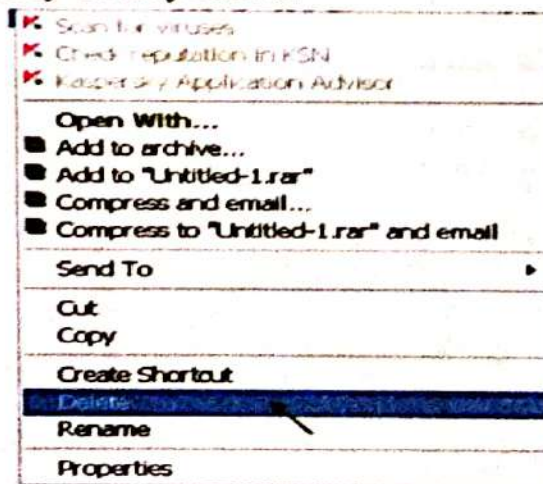 Scan for viruses
Check reputation in KSN
Kaspersky Application Advisor
Open With...
Add to archive...
Add to "Untitled-1.rar"
Compress and email...
Compress to "Untitled-1.rar" and email
Send To
Cut
Copy
Create Shortcut
Delete
Rename
Properties